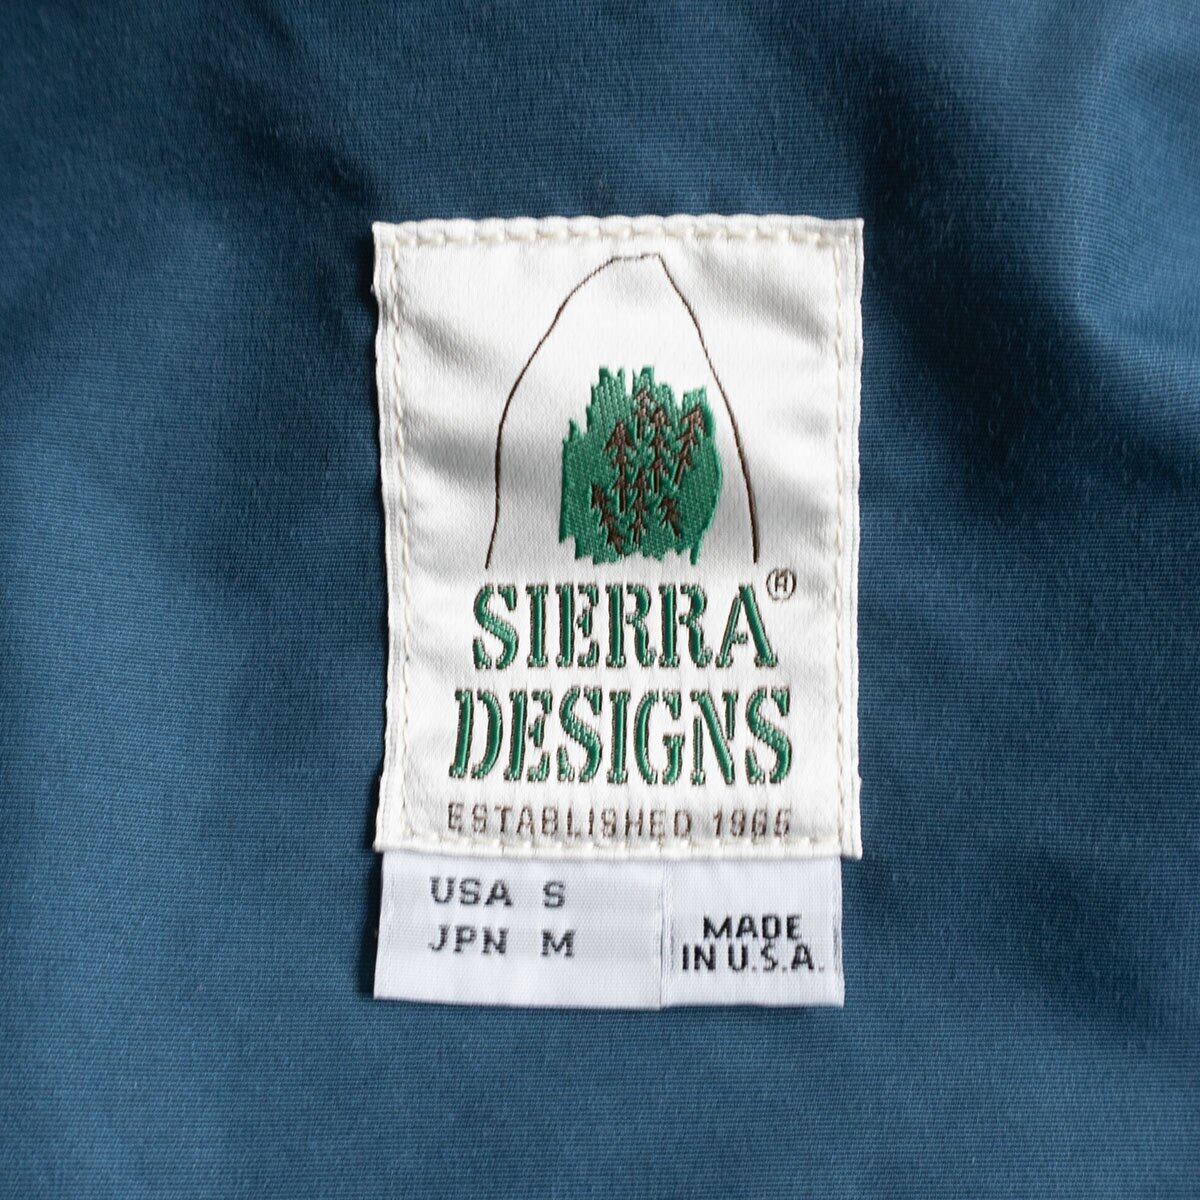 SIERRA®
DESIGNS
ESTABLISHED 1965
USA S
JPN M
MADE
IN U.S.A.